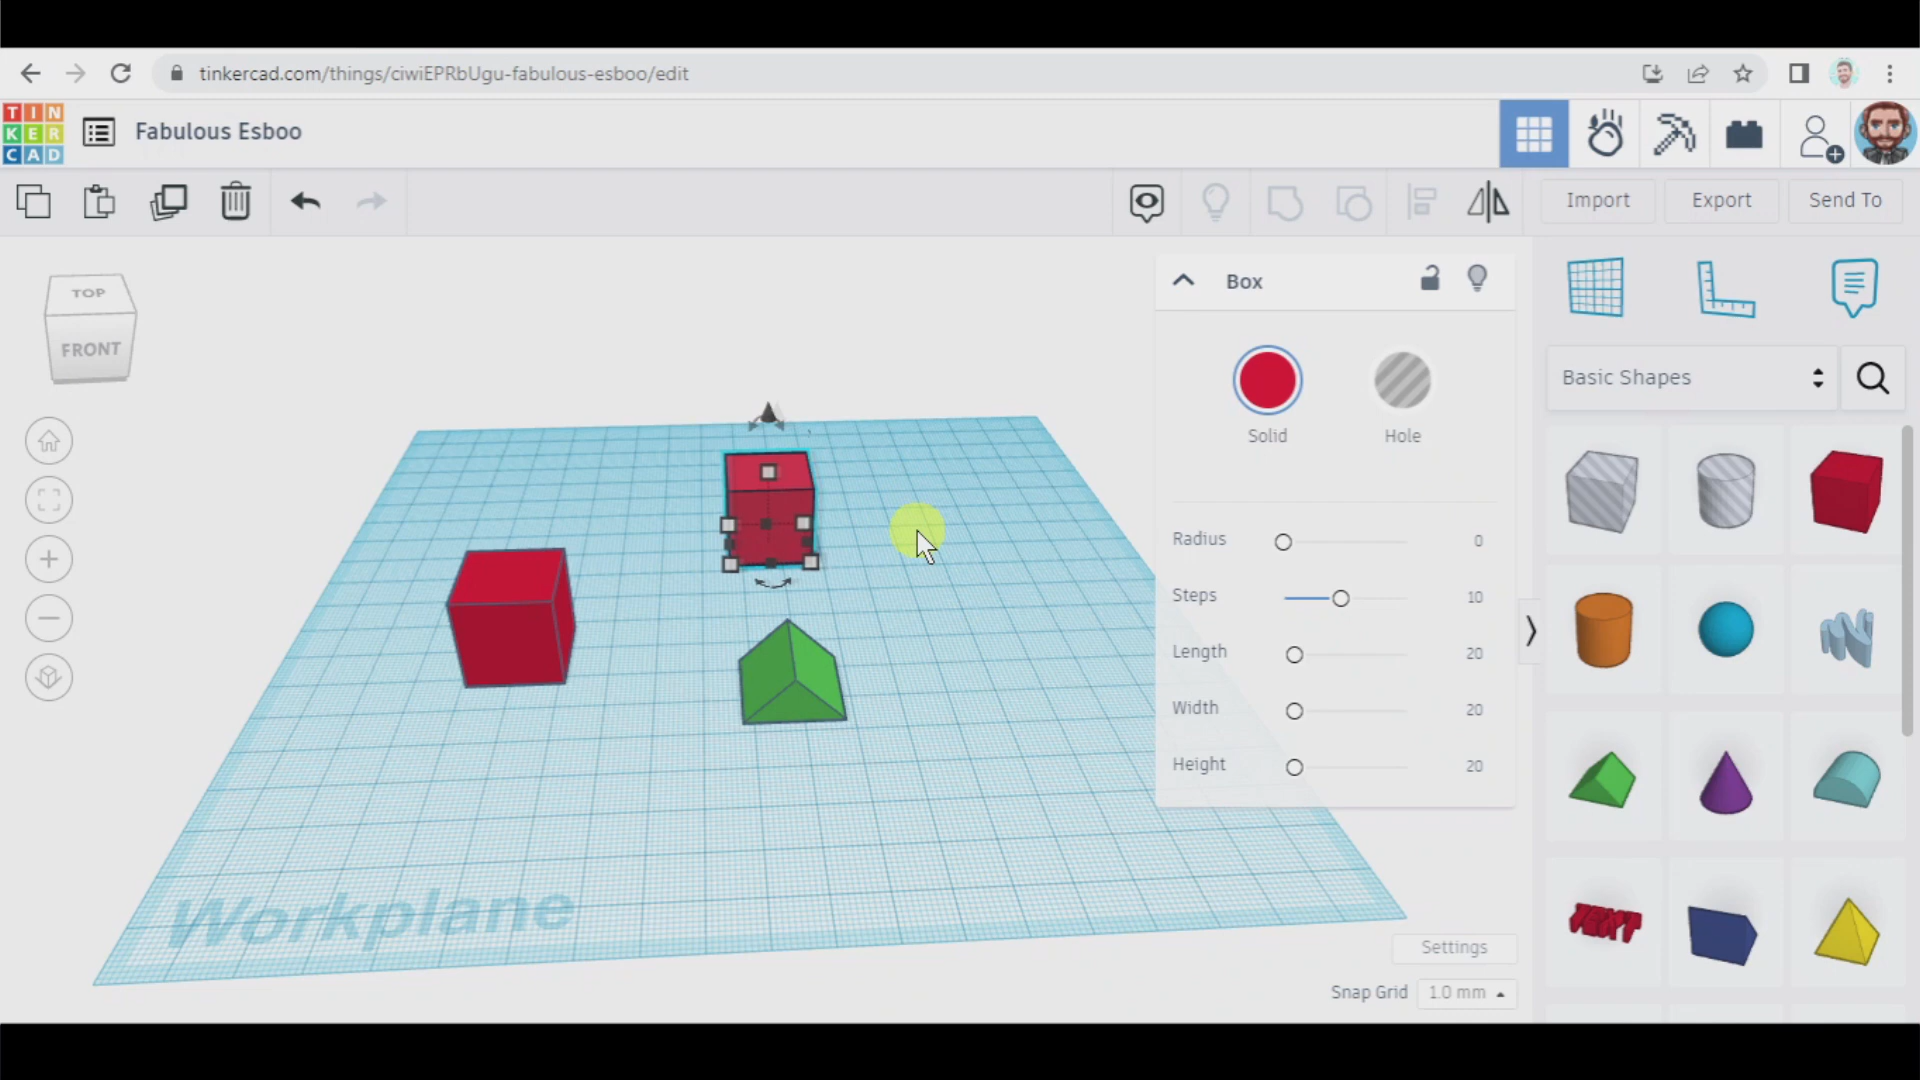 tinkercad.com/things/ciwiEPRbUgu-fabulous-esboo/edit
TIN
KER
CAD
Fabulous Esboo
Import
Export
Send To
TOP
FRONT
Box
Solid
Hole
Radius 0
Steps 10
Length 20
Width 20
Height 20
Basic Shapes
TEXT
Workplane
Settings
Snap Grid 1.0 mm